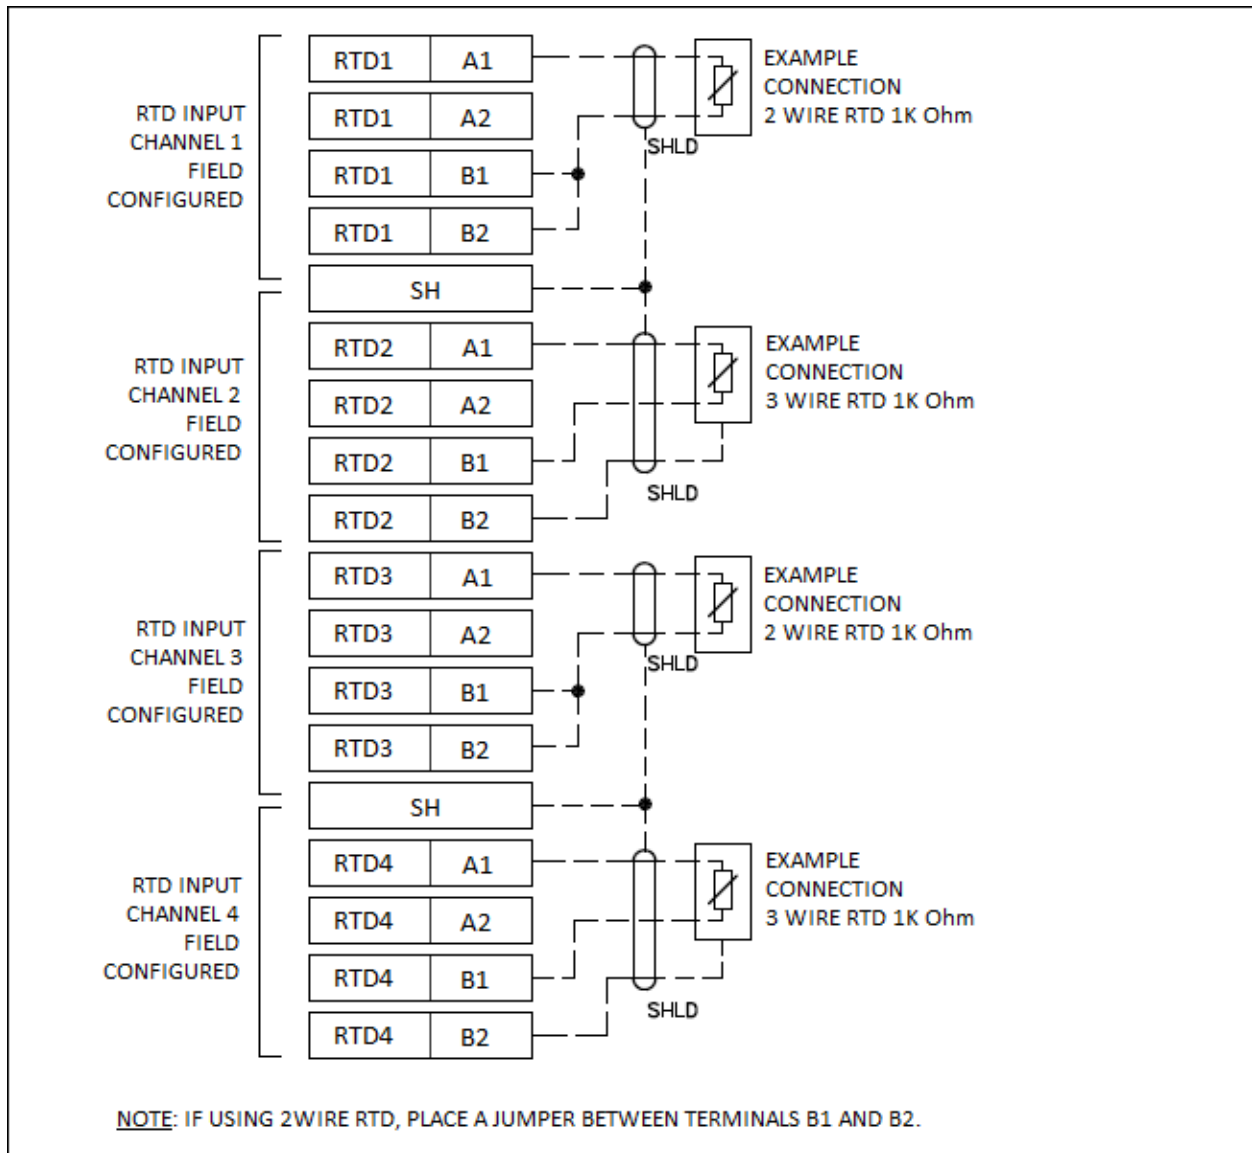 RTD INPUT
CHANNEL 1
FIELD
CONFIGURED
RTD1 A1
RTD1 A2
RTD1 B1
RTD1 B2
SH
SHLD
EXAMPLE
CONNECTION
2 WIRE RTD 1K Ohm
RTD INPUT
CHANNEL 2
FIELD
CONFIGURED
RTD2 A1
RTD2 A2
RTD2 B1
RTD2 B2
SHLD
EXAMPLE
CONNECTION
3 WIRE RTD 1K Ohm
RTD INPUT
CHANNEL 3
FIELD
CONFIGURED
RTD3 A1
RTD3 A2
RTD3 B1
RTD3 B2
SH
SHLD
EXAMPLE
CONNECTION
2 WIRE RTD 1K Ohm
RTD INPUT
CHANNEL 4
FIELD
CONFIGURED
RTD4 A1
RTD4 A2
RTD4 B1
RTD4 B2
SHLD
EXAMPLE
CONNECTION
3 WIRE RTD 1K Ohm
NOTE: IF USING 2WIRE RTD, PLACE A JUMPER BETWEEN TERMINALS B1 AND B2.